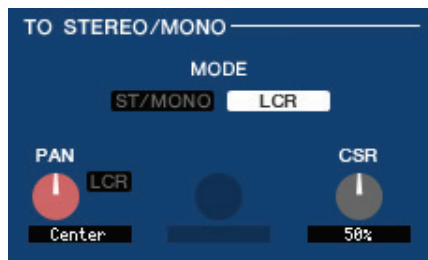 TO STEREO/MONO
MODE
ST/MONO LCR
PAN CSR
LCR
Center 50%